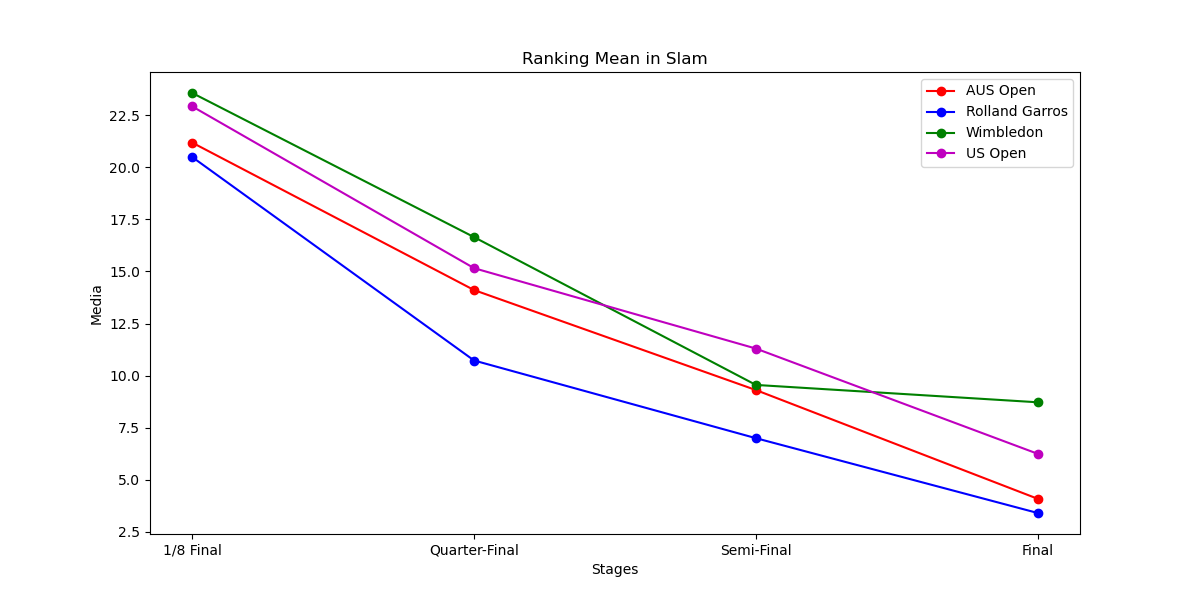 Ranking Mean in Slam
AUS Open
Rolland Garros
Wimbledon
US Open
Media
22.5
20.0
17.5
15.0
12.5
10.0
7.5
5.0
2.5
1/8 Final
Quarter-Final
Semi-Final
Final
Stages